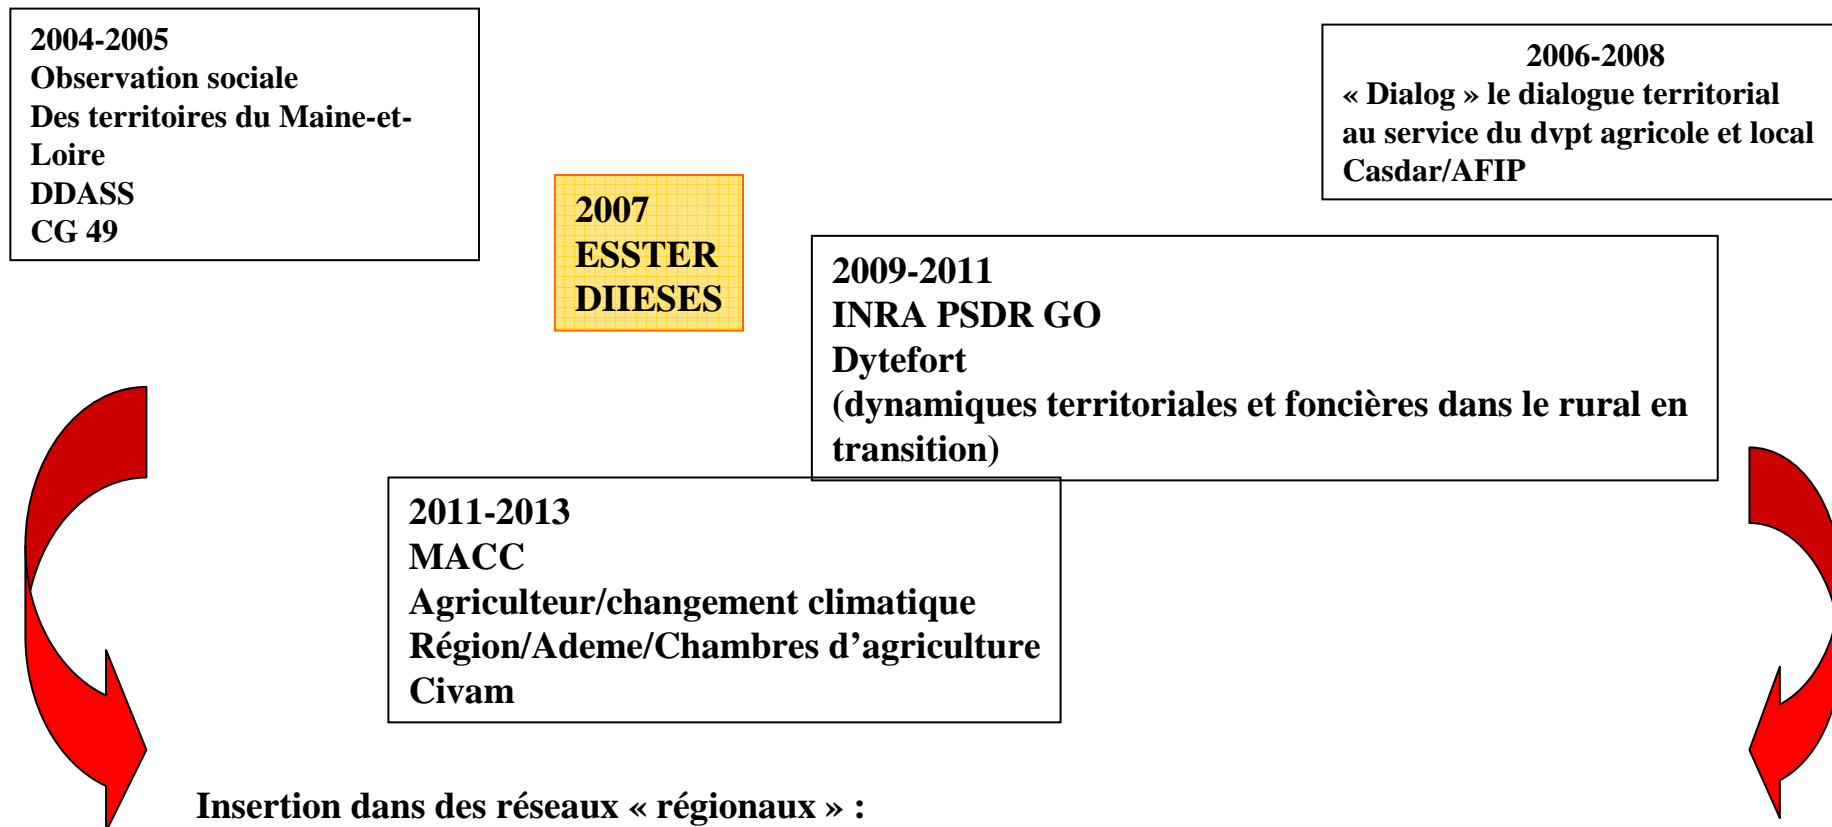 2004-2005
Observation sociale
Des territoires du Maine-et-
Loire
DDASS
CG 49
2006-2008
« Dialog » le dialogue territorial
au service du dvpt agricole et local
Casdar/AFIP
2007
ESSTER
DIIESES
2009-2011
INRA PSDR GO
Dytefort
(dynamiques territoriales et foncières dans le rural en
transition)
2011-2013
MACC
Agriculteur/changement climatique
Région/Ademe/Chambres d’agriculture
Civam
Insertion dans des réseaux « régionaux » :